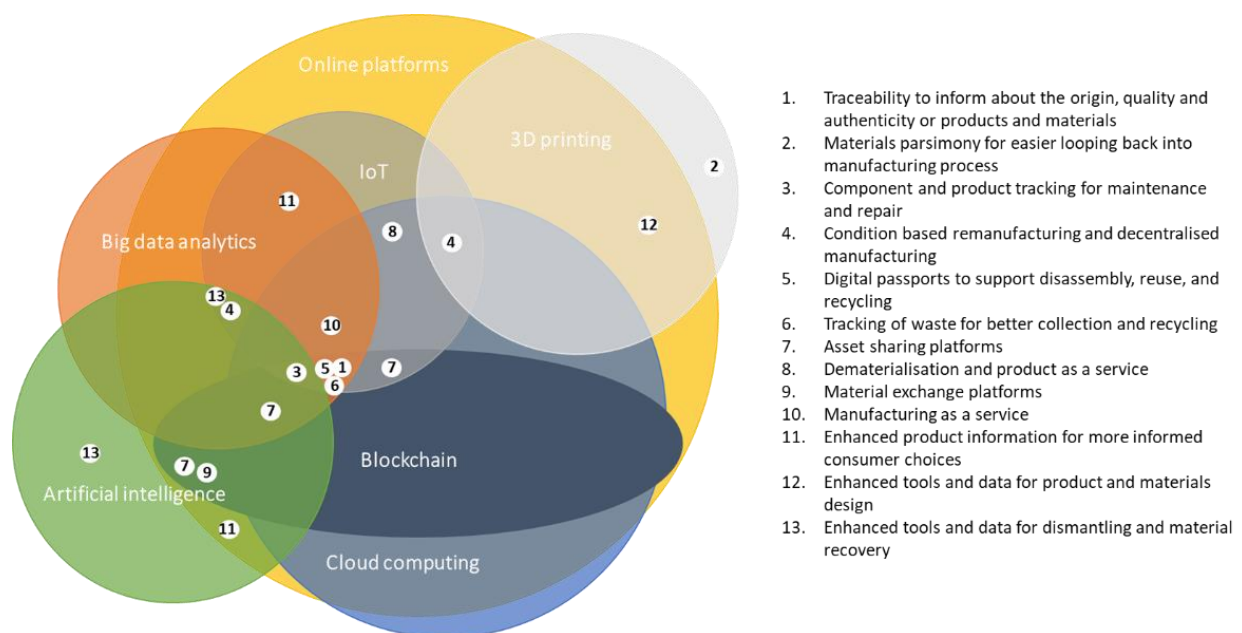 Online platforms
3D printing
2
IoT
11
12
8
4
Big data analytics
13
4
10
3
5
1
7
6
7
Blockchain
13
7
9
Artificial intelligence
11
Cloud computing
1. Traceability to inform about the origin, quality and
authenticity or products and materials
2. Materials parsimony for easier looping back into
manufacturing process
3. Component and product tracking for maintenance
and repair
4. Condition based remanufacturing and decentralised
manufacturing
5. Digital passports to support disassembly, reuse, and
recycling
6. Tracking of waste for better collection and recycling
7. Asset sharing platforms
8. Dematerialisation and product as a service
9. Material exchange platforms
10. Manufacturing as a service
11. Enhanced product information for more informed
consumer choices
12. Enhanced tools and data for product and materials
design
13. Enhanced tools and data for dismantling and material
recovery